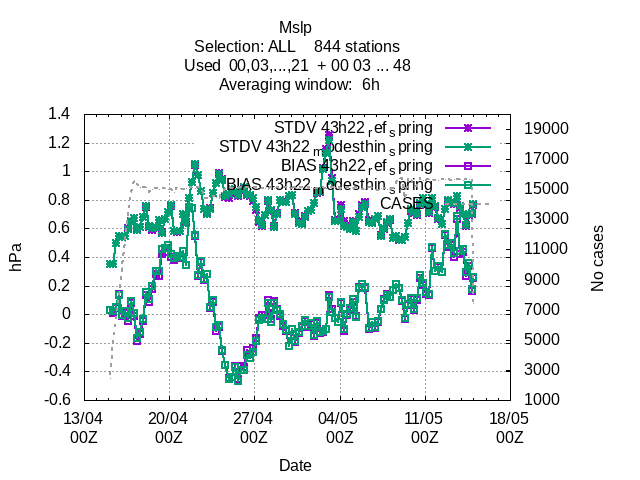 Mslp
Selection: ALL 844 stations
Used 00,03,...,21 + 00 03 ... 48
Averaging window: 6h
1.4
1.2
1
0.8
0.6
0.4
0.2
0
-0.2
-0.4
-0.6
hPa
STDV 43h22_ref_spring
STDV 43h22_modesthin_spring
BIAS 43h22_ref_spring
BIAS 43h22_modesthin_spring
CASES
19000
17000
15000
13000
11000
9000
7000
5000
3000
1000
No cases
13/04 20/04 27/04 04/05 11/05 18/05
00Z 00Z 00Z 00Z 00Z 00Z
Date